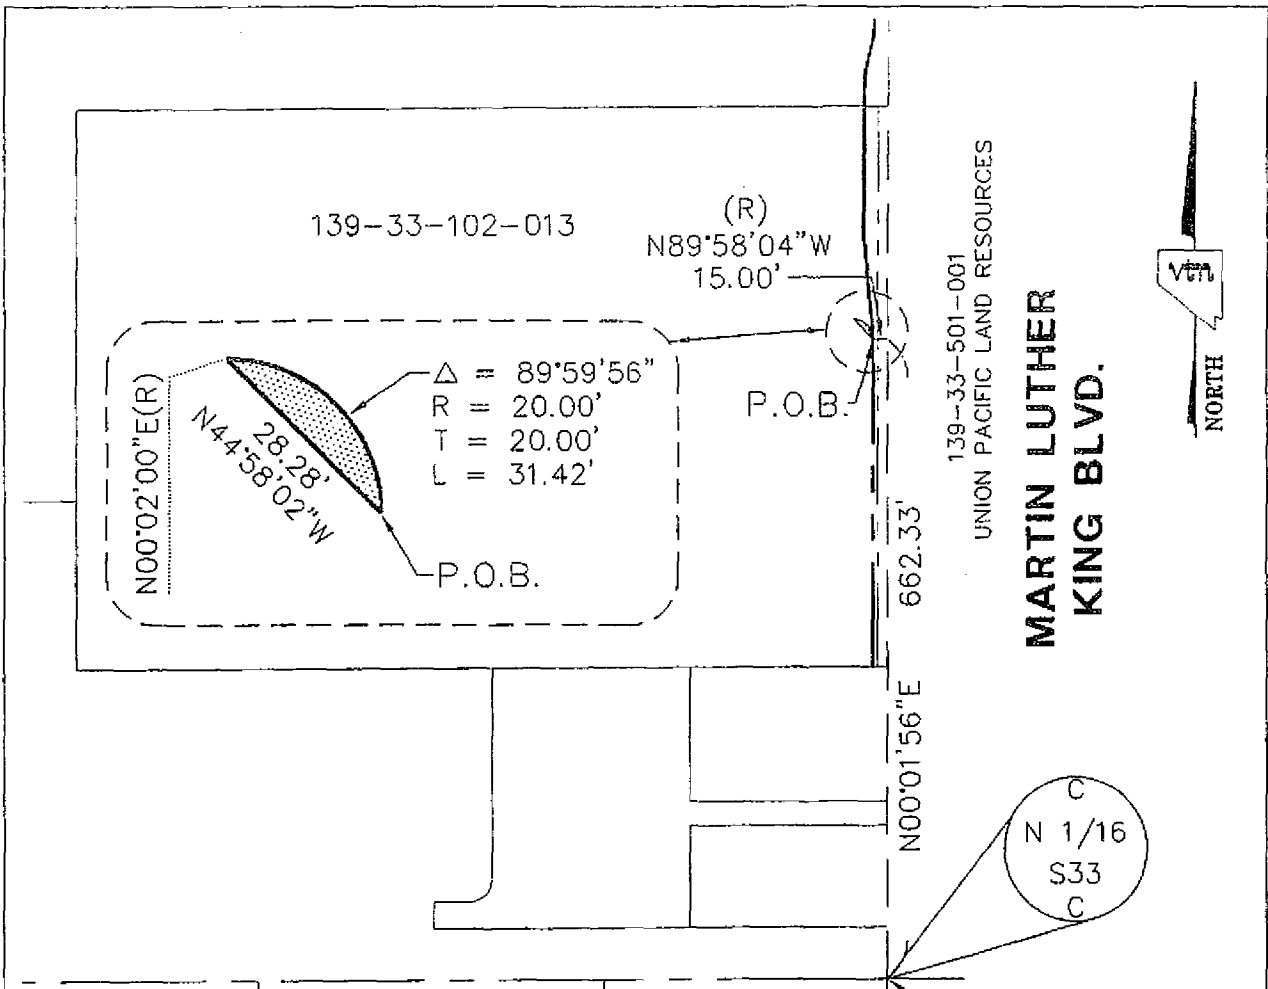 139-33-102-013
(R)
N89°58'04"W
15.00'
P.O.B.
N00°02'00"E(R)
28.28'
N44°58'02"W
Δ = 89°59'56"
R = 20.00'
T = 20.00'
L = 31.42'
P.O.B.
N00°01'56"E 662.33'
139-33-501-001
UNION PACIFIC LAND RESOURCES
MARTIN LUTHER
KING BLVD.
vtn
NORTH
C
N 1/16
S33
C